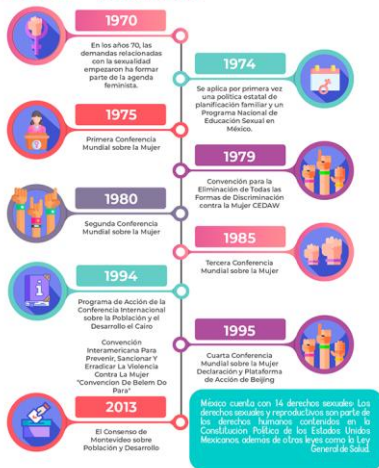 1970
En los años 70, las
demandas relacionadas
con la sexualidad
empezaron ha formar
parte de la agenda
feminista.
1974
Se aplica por primera vez
una política estatal de
planificación familiar y un
Programa Nacional de
Educación Sexual en
México.
1975
Primera Conferencia
Mundial sobre la Mujer
1979
Convención para la
Eliminación de Todas las
Formas de Discriminación
contra la Mujer CEDAW
1980
Segunda Conferencia
Mundial sobre la Mujer
1985
Tercera Conferencia
Mundial sobre la Mujer
1994
Programa de Acción de la
Conferencia Internacional
sobre la Población y el
Desarrollo el Cairo
Convención
Interamericana Para
Prevenir, Sancionar Y
Erradicar La Violencia
Contra La Mujer
"Convencion De Belem Do
Para"
1995
Cuarta Conferencia
Mundial sobre la Mujer
Declaración y Plataforma
de Acción de Beijing
2013
El Consenso de
Montevideo sobre
Población y Desarrollo
México cuenta con 14 derechos sexuales: Los
derechos sexuales y reproductivos son parte de
los derechos humanos contenidos en la
Constitución Política de los Estados Unidos
Mexicanos, además de otros leyes como la Ley
General de Salud.